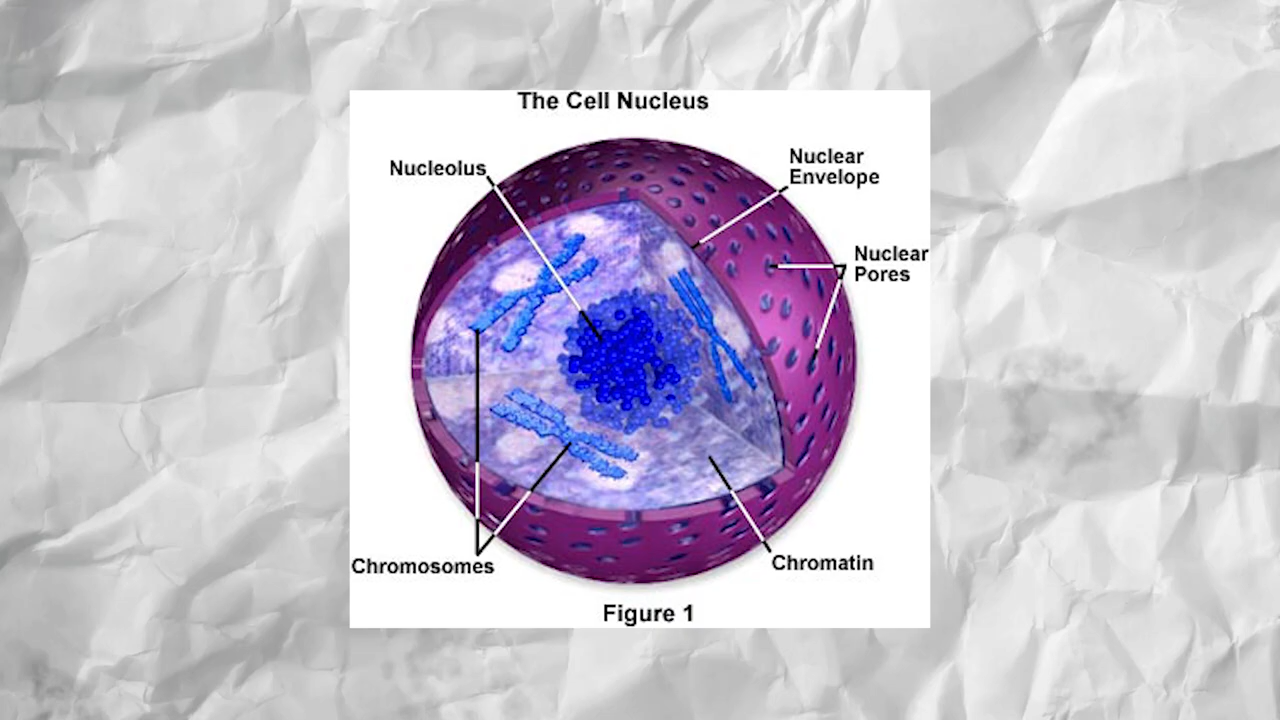 The Cell Nucleus
Nucleolus
Nuclear
Envelope
Nuclear
Pores
Chromosomes
Chromatin
Figure 1